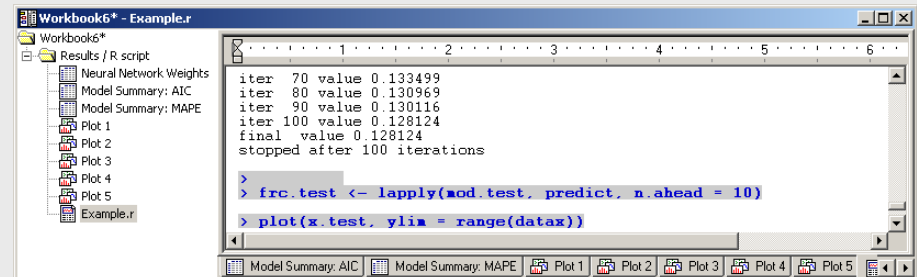 Workbook6* - Example.r
Workbook6*
Results / R script
Neural Network Weights
Model Summary: AIC
Model Summary: MAPE
Plot 1
Plot 2
Plot 3
Plot 4
Plot 5
Example.r
1 2 3 4 5 6
iter 70 value 0.133499
iter 80 value 0.130969
iter 90 value 0.130116
iter 100 value 0.128124
final value 0.128124
stopped after 100 iterations
>
> frc.test <- lapply(mod.test, predict, n.ahead = 10)
> plot(x.test, ylim = range(datax))
Model Summary: AIC Model Summary: MAPE Plot 1 Plot 2 Plot 3 Plot 4 Plot 5